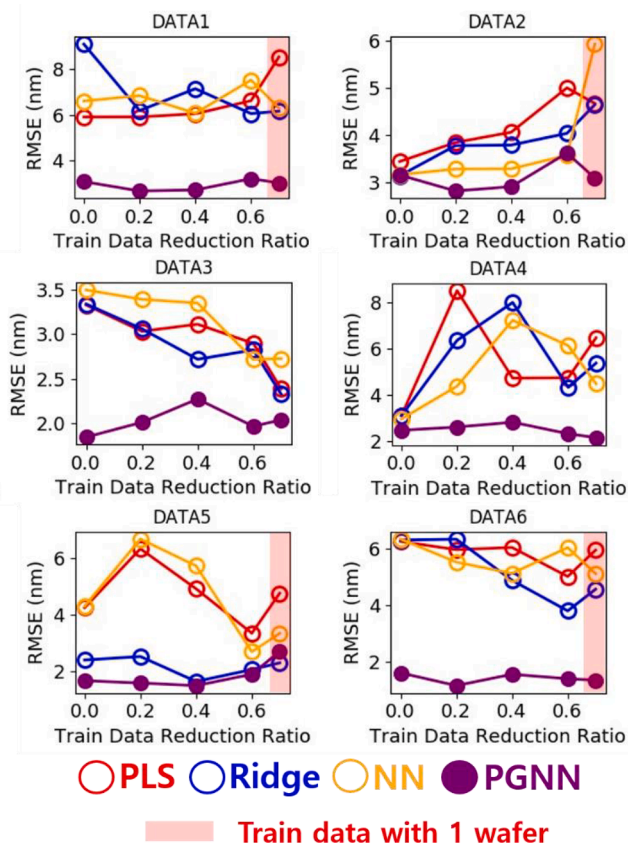 DATA1
DATA2
RMSE (nm)
8
6
4
0.0 0.2 0.4 0.6
Train Data Reduction Ratio
RMSE (nm)
6
5
4
3
0.0 0.2 0.4 0.6
Train Data Reduction Ratio
DATA3
DATA4
RMSE (nm)
3.5
3.0
2.5
2.0
0.0 0.2 0.4 0.6
Train Data Reduction Ratio
RMSE (nm)
8
6
4
2
0.0 0.2 0.4 0.6
Train Data Reduction Ratio
DATA5
DATA6
RMSE (nm)
6
4
2
0.0 0.2 0.4 0.6
Train Data Reduction Ratio
RMSE (nm)
6
4
2
0.0 0.2 0.4 0.6
Train Data Reduction Ratio
PLS Ridge NN PGNN
Train data with 1 wafer